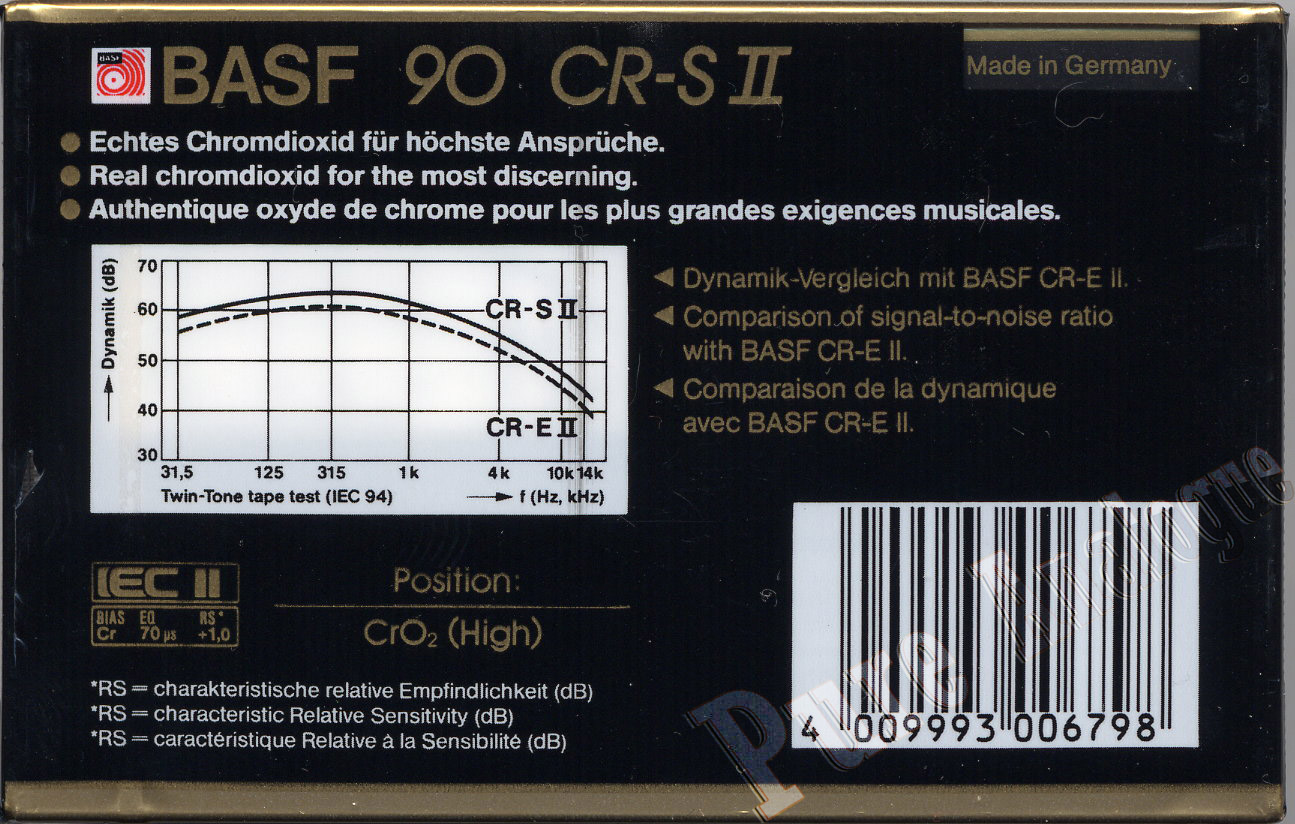 BASF
BASF 90 CR-S II
Made in Germany
Echtes Chromdioxid für höchste Ansprüche.
Real chromdioxid for the most discerning.
Authentique oxyde de chrome pour les plus grandes exigences musicales.
Dynamik (dB)
70
60
50
40
30
CR-S II
CR-E II
31,5 125 315 1k 4k 10k 14k
Twin-Tone tape test (IEC 94) f (Hz, kHz)
◀ Dynamik-Vergleich mit BASF CR-E II.
◀ Comparison of signal-to-noise ratio
with BASF CR-E II.
◀ Comparaison de la dynamique
avec BASF CR-E II.
IEC II
BIAS EQ RS*
Cr 70 µs +1,0
Position:
CrO₂ (High)
*RS = charakteristische relative Empfindlichkeit (dB)
*RS = characteristic Relative Sensitivity (dB)
*RS = caractéristique Relative à la Sensibilité (dB)
4 009993 006798
Pure Analogue